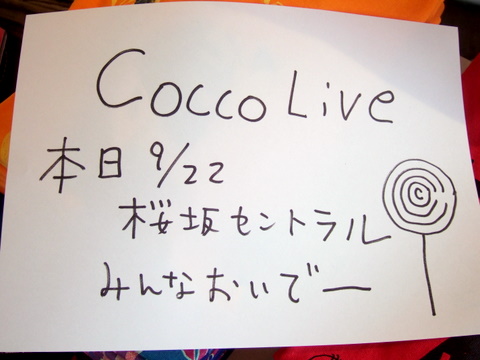 Cocco Live
本日 9/22
桜坂セントラル
みんなおいでー